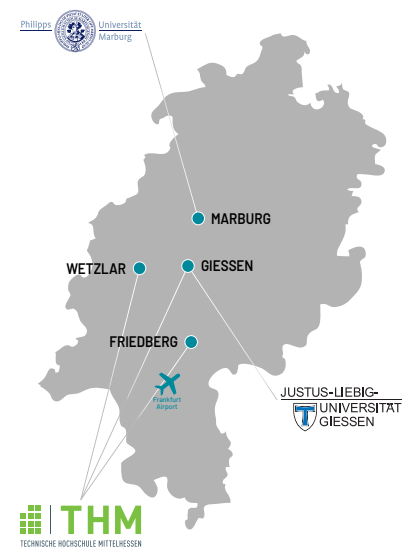 Philipps Universität
Marburg
MARBURG
WETZLAR
GIESSEN
FRIEDBERG
Frankfurt
Airport
JUSTUS-LIEBIG-
UNIVERSITÄT
GIESSEN
THM
TECHNISCHE HOCHSCHULE MITTELHESSEN